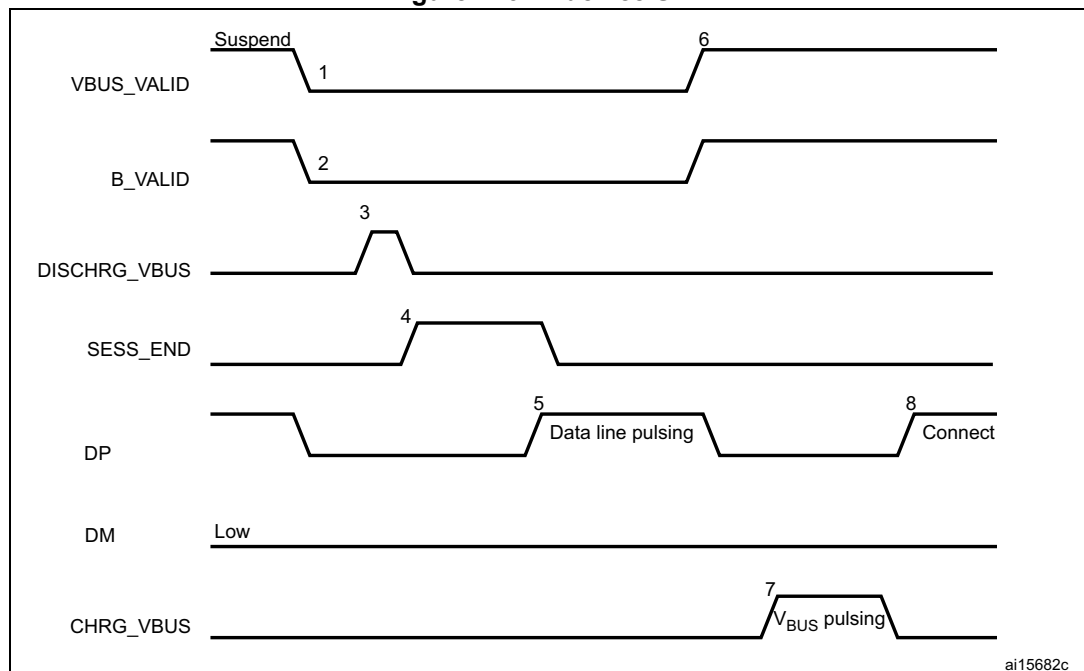 Suspend
6
VBUS_VALID
1
B_VALID
2
3
DISCHRG_VBUS
4
SESS_END
5
8
Data line pulsing
Connect
DP
DM
Low
7
CHRG_VBUS
VBUS pulsing
ai15682c